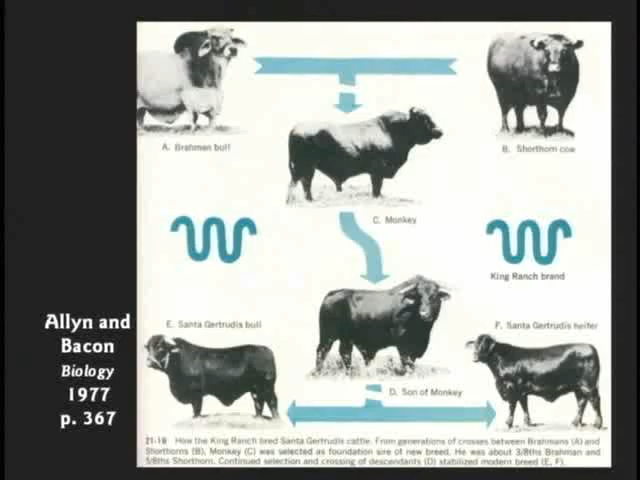 A. Brahman bull
B. Shorthorn cow
C. Monkey
King Ranch brand
E. Santa Gertrudis bull
F. Santa Gertrudis heifer
D. Son of Monkey
Allyn and
Bacon
Biology
1977
p. 367
21-18 How the King Ranch bred Santa Gertrudis cattle. From generations of crosses between Brahmans (A) and
Shorthorns (B), Monkey (C) was selected as foundation sire of new breed. He was about 3/8ths Brahman and
5/8ths Shorthorn. Continued selection and crossing of descendants (D) stabilized modern breed (E, F).